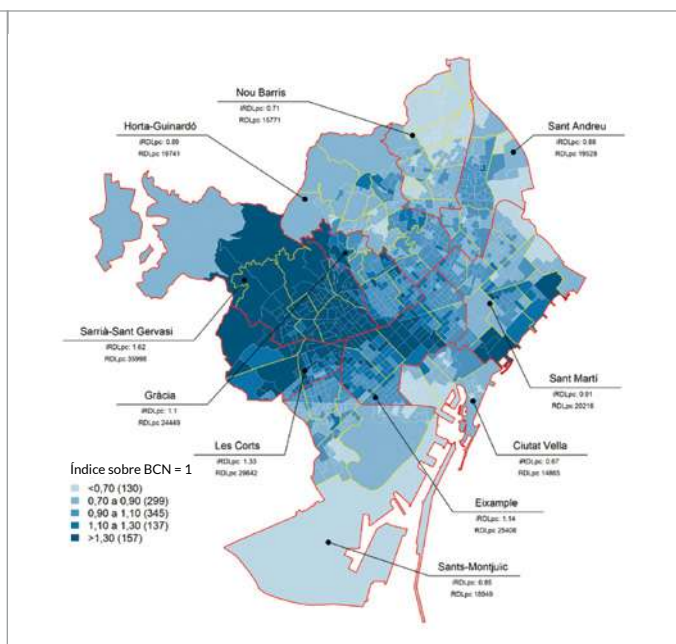 Nou Barris
iRDLpc: 0.71
RDLpc 15771
Horta-Guinardó
iRDLpc: 0.89
RDLpc 19741
Sant Andreu
iRDLpc: 0.88
RDLpc 19529
Sarrià-Sant Gervasi
iRDLpc: 1.62
RDLpc 35998
Gràcia
iRDLpc: 1.1
RDLpc 24449
Les Corts
iRDLpc: 1.33
RDLpc 29642
Sant Martí
iRDLpc: 0.91
RDLpc 20216
Ciutat Vella
iRDLpc: 0.67
RDLpc 14865
Eixample
iRDLpc: 1.14
RDLpc 25408
Sants-Montjuïc
iRDLpc: 0.85
RDLpc
Índice sobre BCN = 1
<0,70 (130)
0,70 a 0,90 (299)
0,90 a 1,10 (345)
1,10 a 1,30 (137)
>1,30 (157)